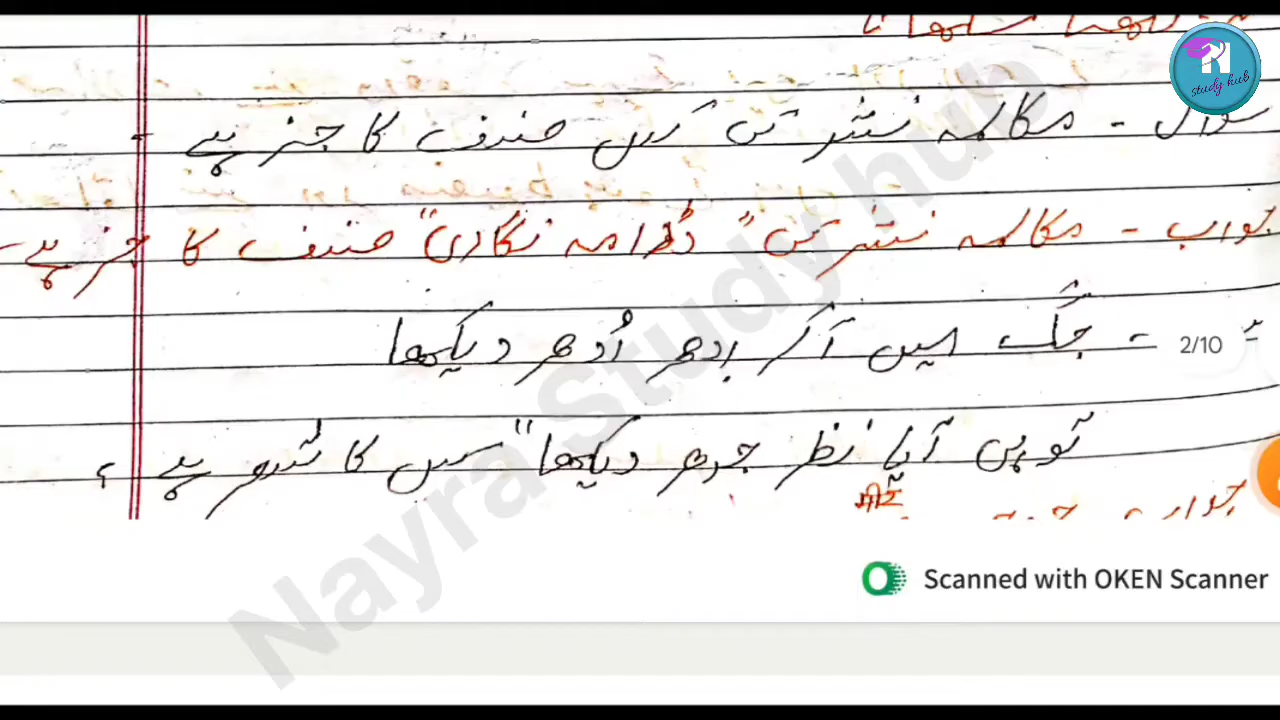 study hub
سوال - مکالمہ نشر میں کس صنف کا جز ہے -
جواب - مکالمہ نشر میں "ڈرامہ نگاری" صنف کا جز ہے -
- جگ میں آکر اِدھر اُدھر دیکھا
2/10
تو ہی آیا نظر جدھر دیکھا" کس کا شعر ہے ؟
मीर
Nayra Study hub
Scanned with OKEN Scanner